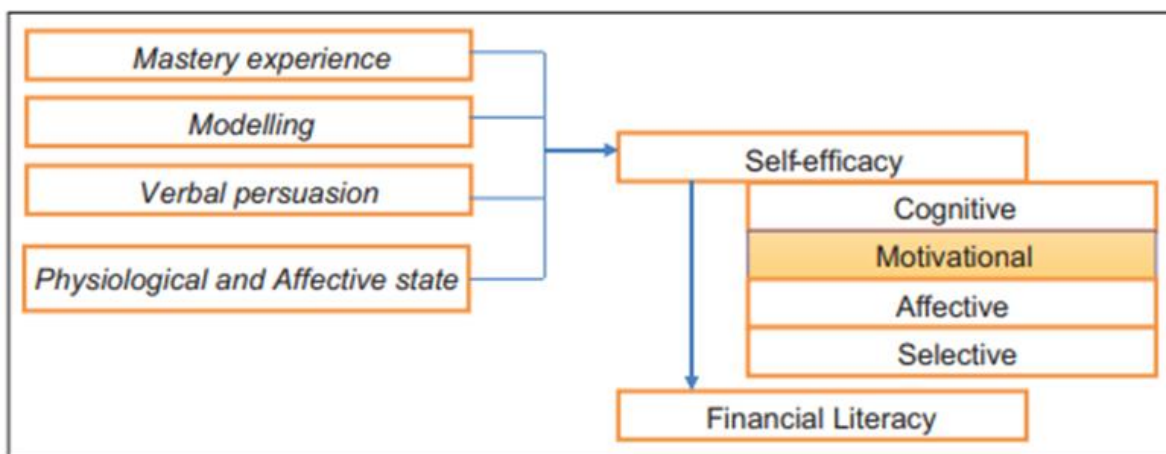 Mastery experience
Modelling
Verbal persuasion
Physiological and Affective state
Self-efficacy
Cognitive
Motivational
Affective
Selective
Financial Literacy